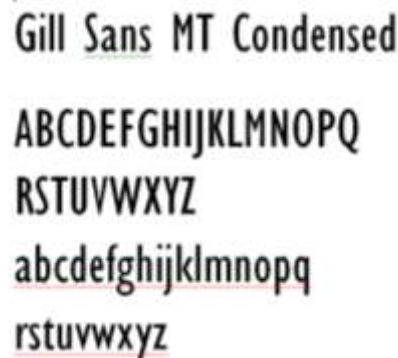 Gill Sans MT Condensed
ABCDEFGHIJKLMNOPQ
RSTUVWXYZ
abcdefghijklmnopq
rstuvwxyz